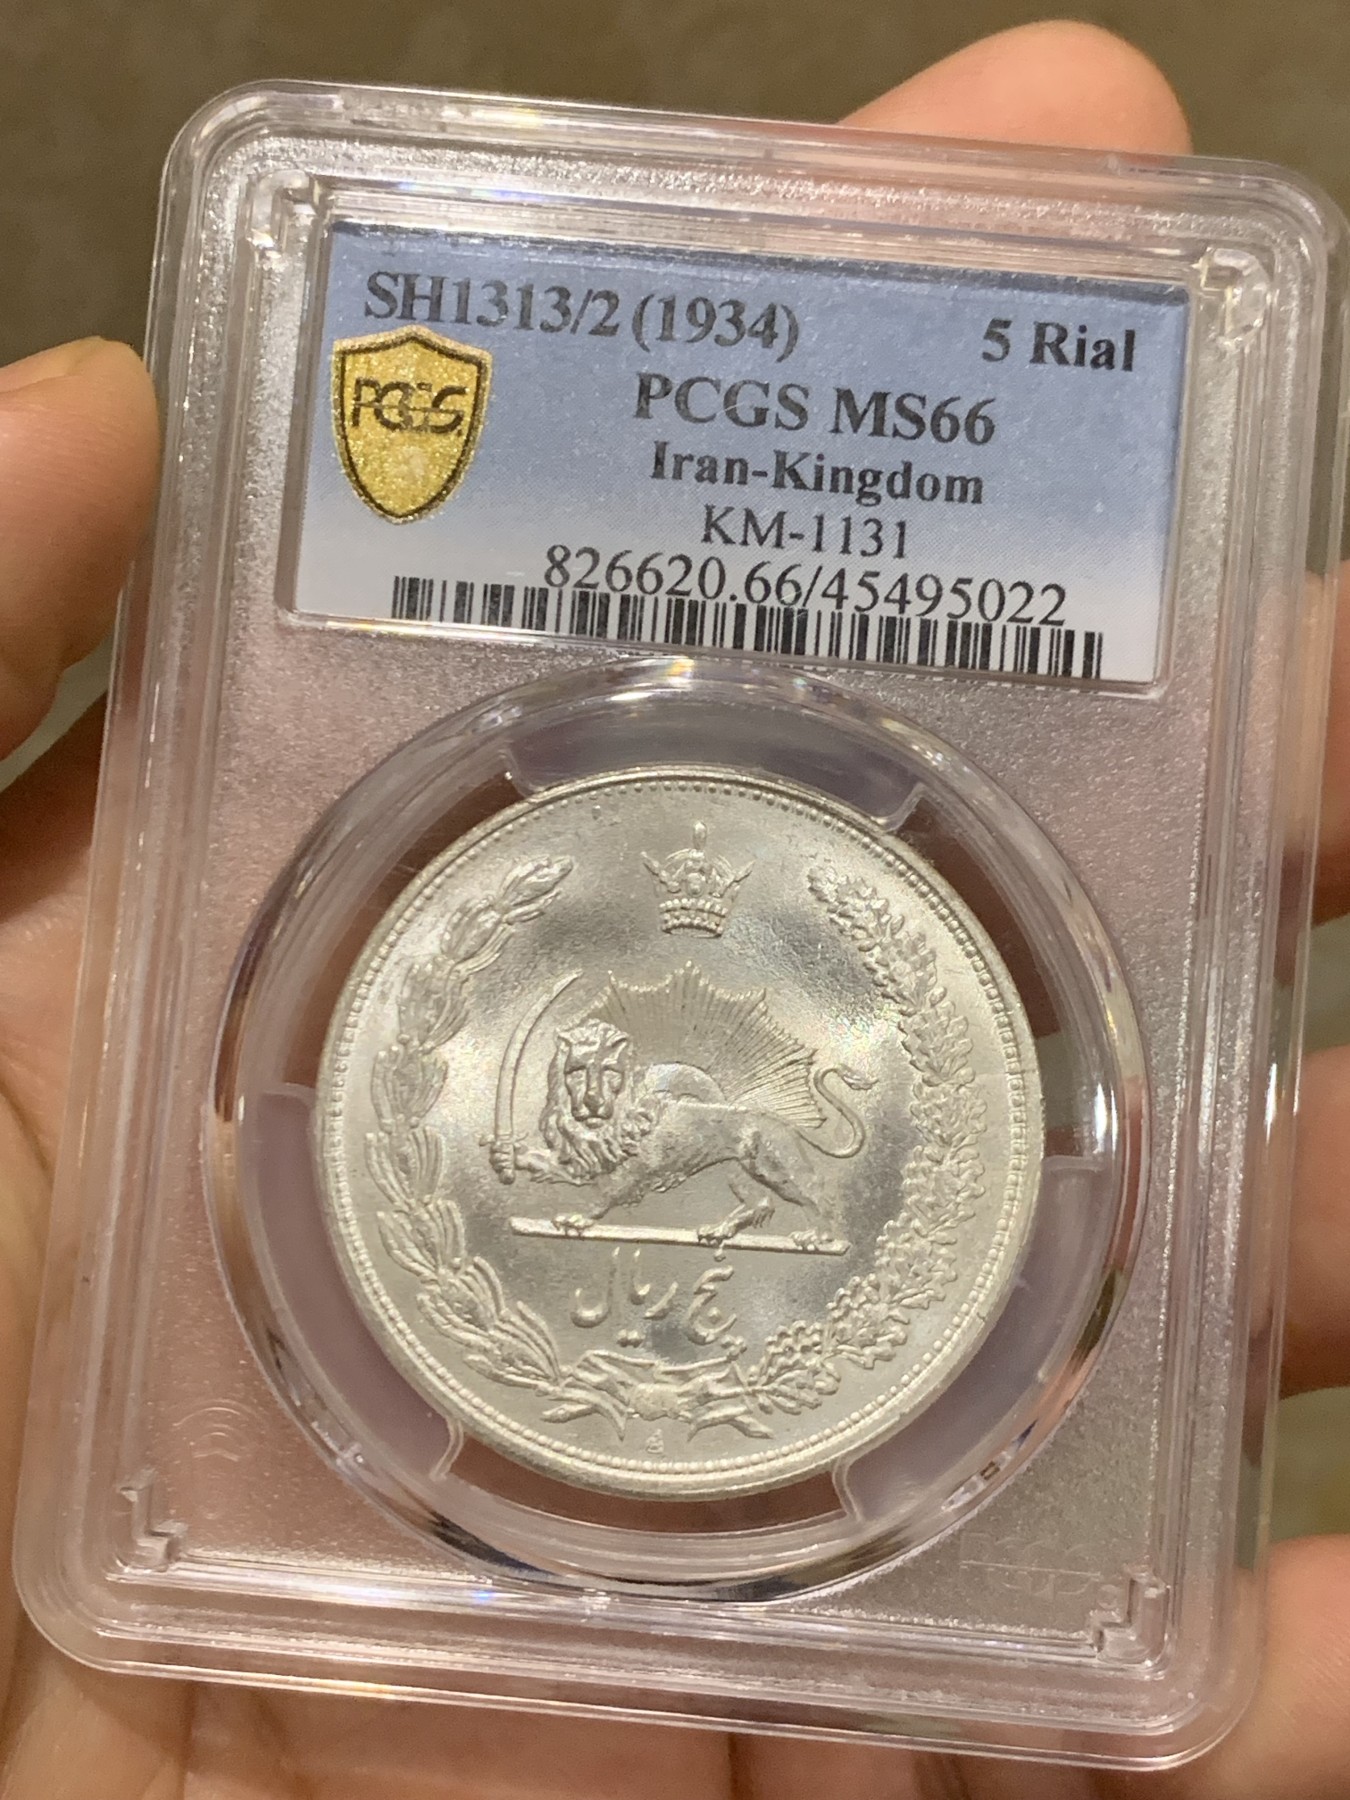 SH1313/2 (1934) 5 Rial
PCGS MS66
PCGS
Iran-Kingdom
KM-1131
826620.66/45495022
پنج ریال